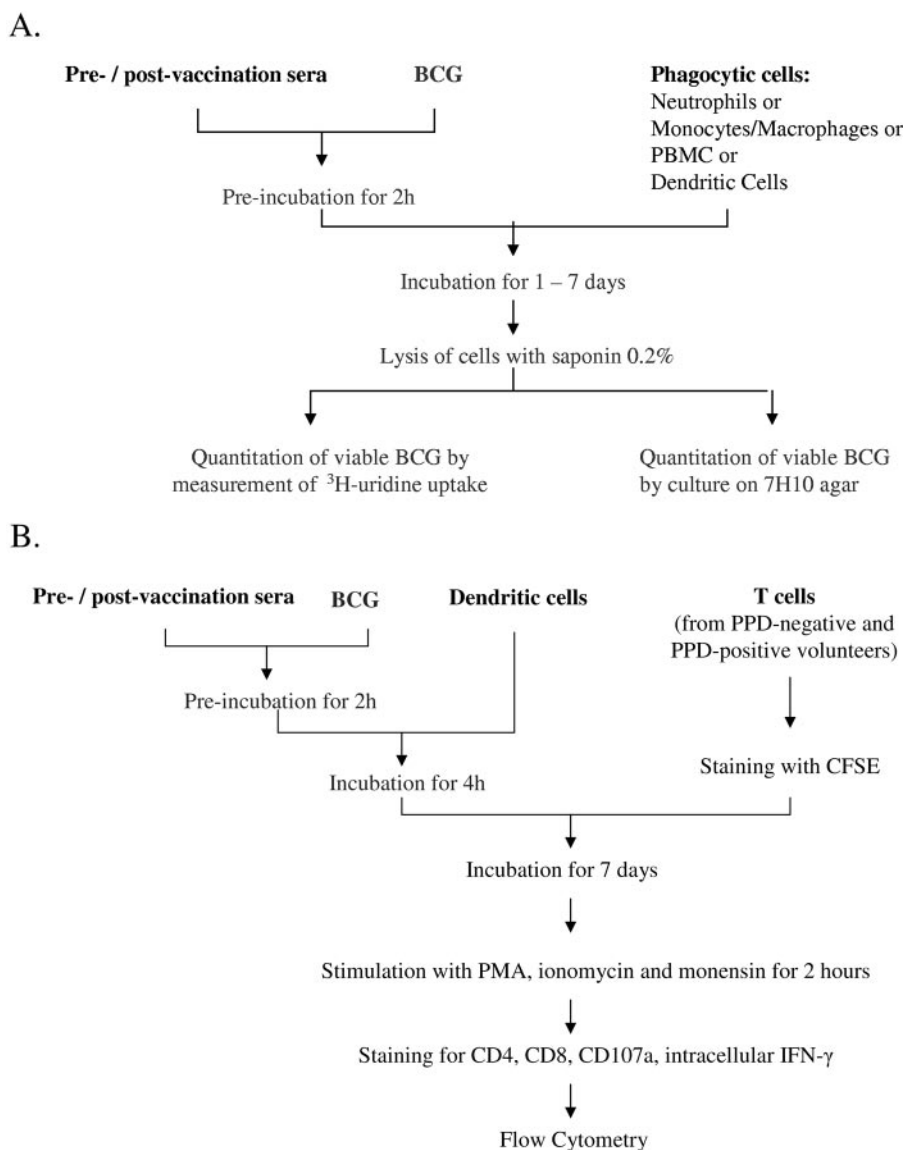 A.
Pre- / post-vaccination sera BCG Phagocytic cells:
Neutrophils or
Monocytes/Macrophages or
PBMC or
Dendritic Cells
Pre-incubation for 2h
Incubation for 1 – 7 days
Lysis of cells with saponin 0.2%
Quantitation of viable BCG by
measurement of ³H-uridine uptake
Quantitation of viable BCG
by culture on 7H10 agar
B.
Pre- / post-vaccination sera BCG Dendritic cells T cells
(from PPD-negative and
PPD-positive volunteers)
Pre-incubation for 2h
Staining with CFSE
Incubation for 4h
Incubation for 7 days
Stimulation with PMA, ionomycin and monensin for 2 hours
Staining for CD4, CD8, CD107a, intracellular IFN-γ
Flow Cytometry